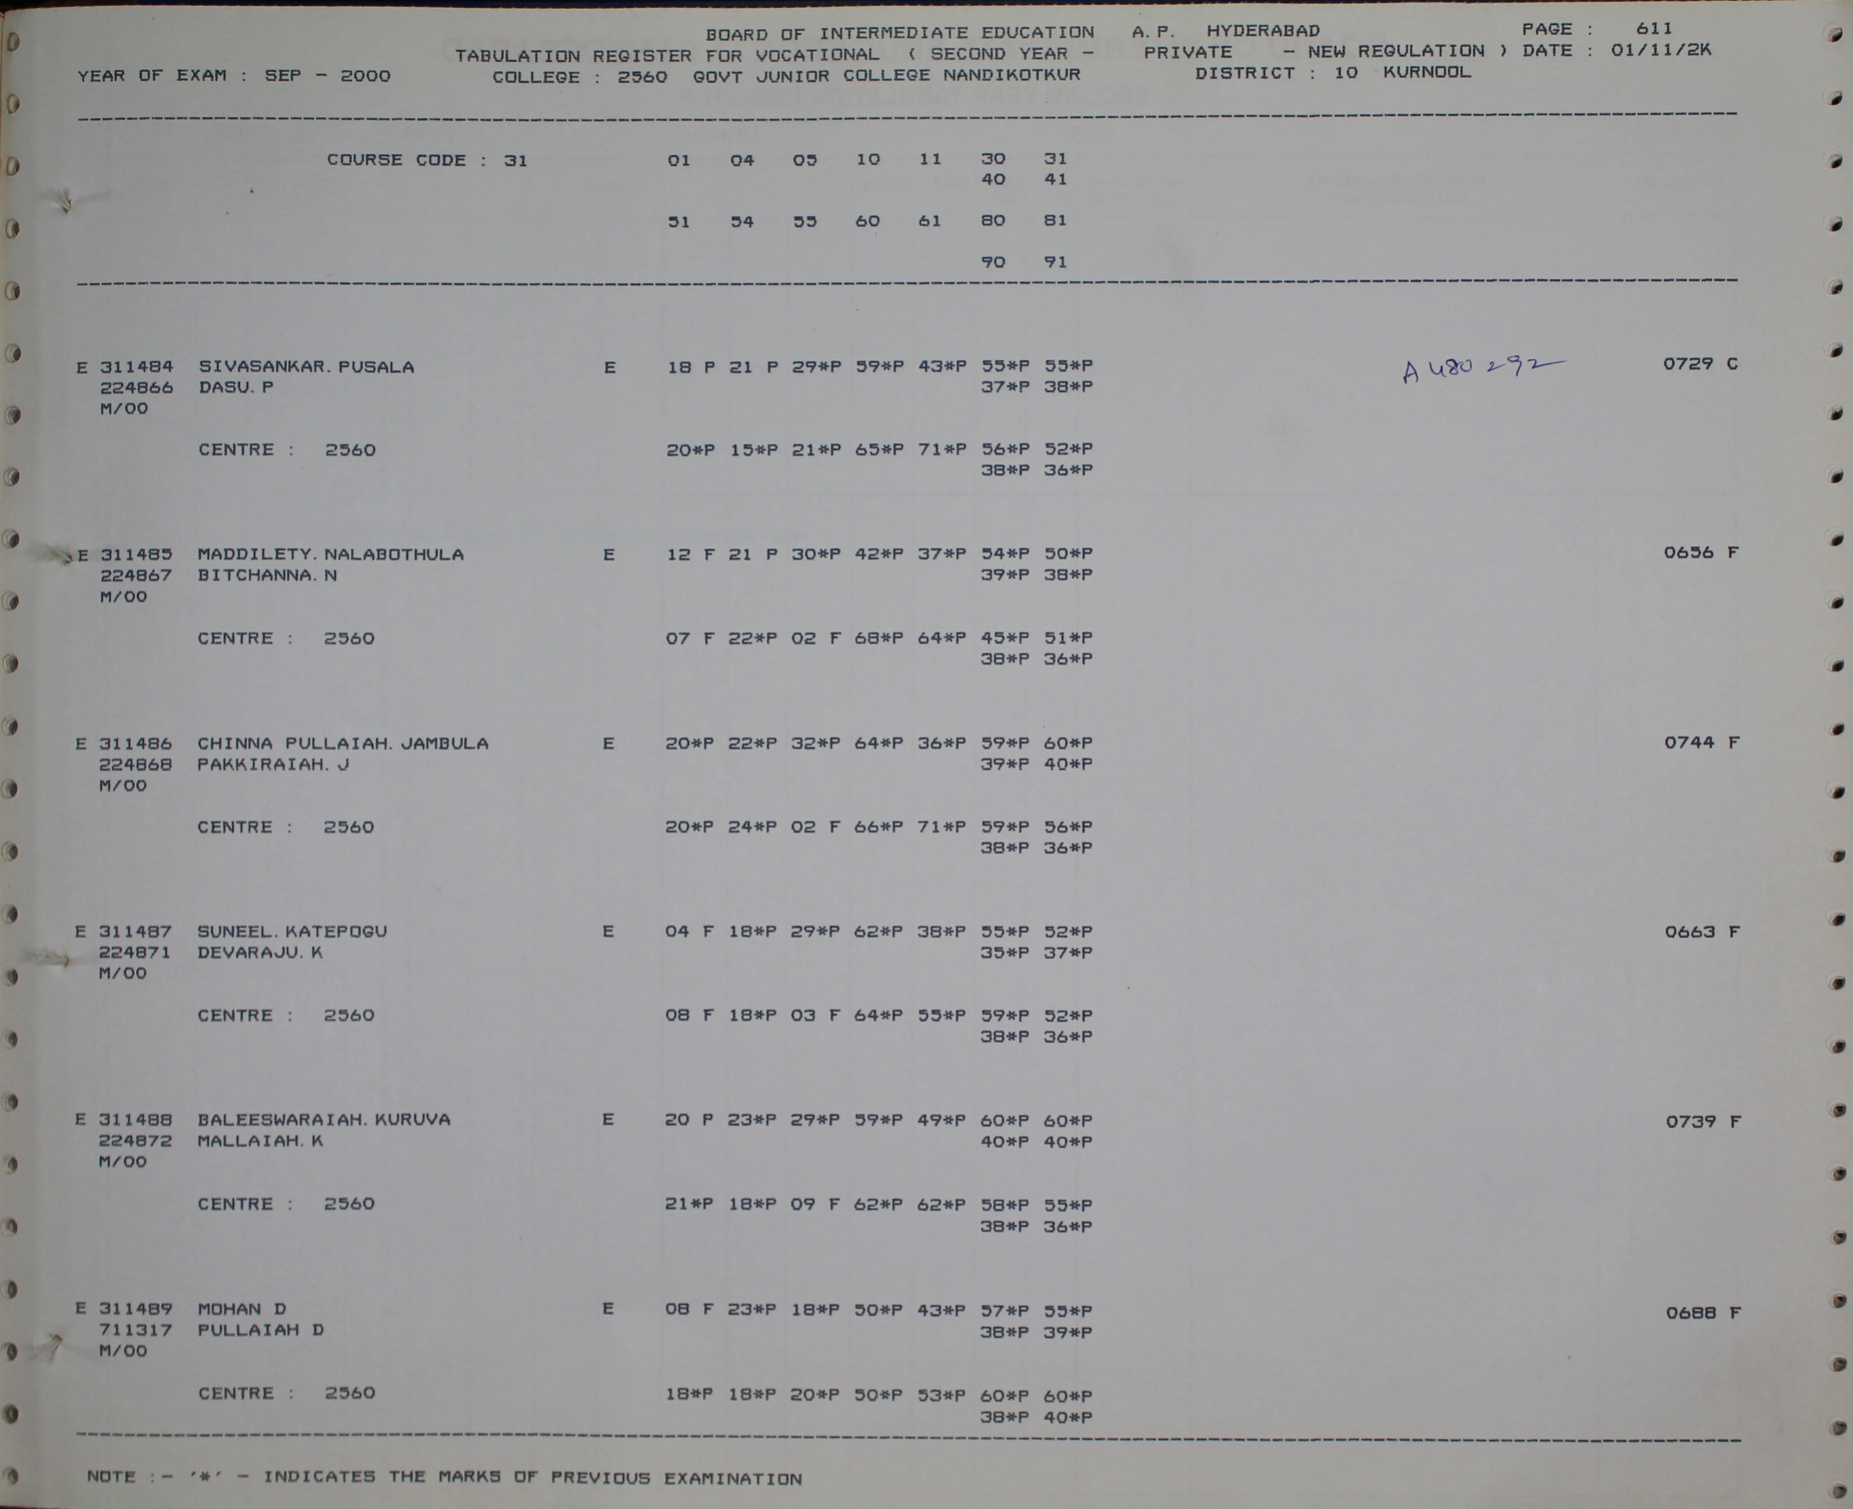 BOARD OF INTERMEDIATE EDUCATION A. P. HYDERABAD PAGE : 611
TABULATION REGISTER FOR VOCATIONAL ( SECOND YEAR - PRIVATE - NEW REGULATION ) DATE : 01/11/2K
YEAR OF EXAM : SEP - 2000 COLLEGE : 2560 GOVT JUNIOR COLLEGE NANDIKOTKUR DISTRICT : 10 KURNOOL
COURSE CODE : 31 01 04 05 10 11 30 31
40 41
51 54 55 60 61 80 81
90 91
E 311484 SIVASANKAR. PUSALA E 18 P 21 P 29*P 59*P 43*P 55*P 55*P A480292 0729 C
224866 DASU. P 37*P 38*P
M/00
CENTRE : 2560 20*P 15*P 21*P 65*P 71*P 56*P 52*P
38*P 36*P
E 311485 MADDILETY. NALABOTHULA E 12 F 21 P 30*P 42*P 37*P 54*P 50*P 0656 F
224867 BITCHANNA. N 39*P 38*P
M/00
CENTRE : 2560 07 F 22*P 02 F 68*P 64*P 45*P 51*P
38*P 36*P
E 311486 CHINNA PULLAIAH. JAMBULA E 20*P 22*P 32*P 64*P 36*P 59*P 60*P 0744 F
224868 PAKKIRAIAH. J 39*P 40*P
M/00
CENTRE : 2560 20*P 24*P 02 F 66*P 71*P 59*P 56*P
38*P 36*P
E 311487 SUNEEL. KATEPOGU E 04 F 18*P 29*P 62*P 38*P 55*P 52*P 0663 F
224871 DEVARAJU. K 35*P 37*P
M/00
CENTRE : 2560 08 F 18*P 03 F 64*P 55*P 59*P 52*P
38*P 36*P
E 311488 BALEESWARAIAH. KURUVA E 20 P 23*P 29*P 59*P 49*P 60*P 60*P 0739 F
224872 MALLAIAH. K 40*P 40*P
M/00
CENTRE : 2560 21*P 18*P 09 F 62*P 62*P 58*P 55*P
38*P 36*P
E 311489 MOHAN D E 08 F 23*P 18*P 50*P 43*P 57*P 55*P 0688 F
711317 PULLAIAH D 38*P 39*P
M/00
CENTRE : 2560 18*P 18*P 20*P 50*P 53*P 60*P 60*P
38*P 40*P
NOTE :- '*' - INDICATES THE MARKS OF PREVIOUS EXAMINATION